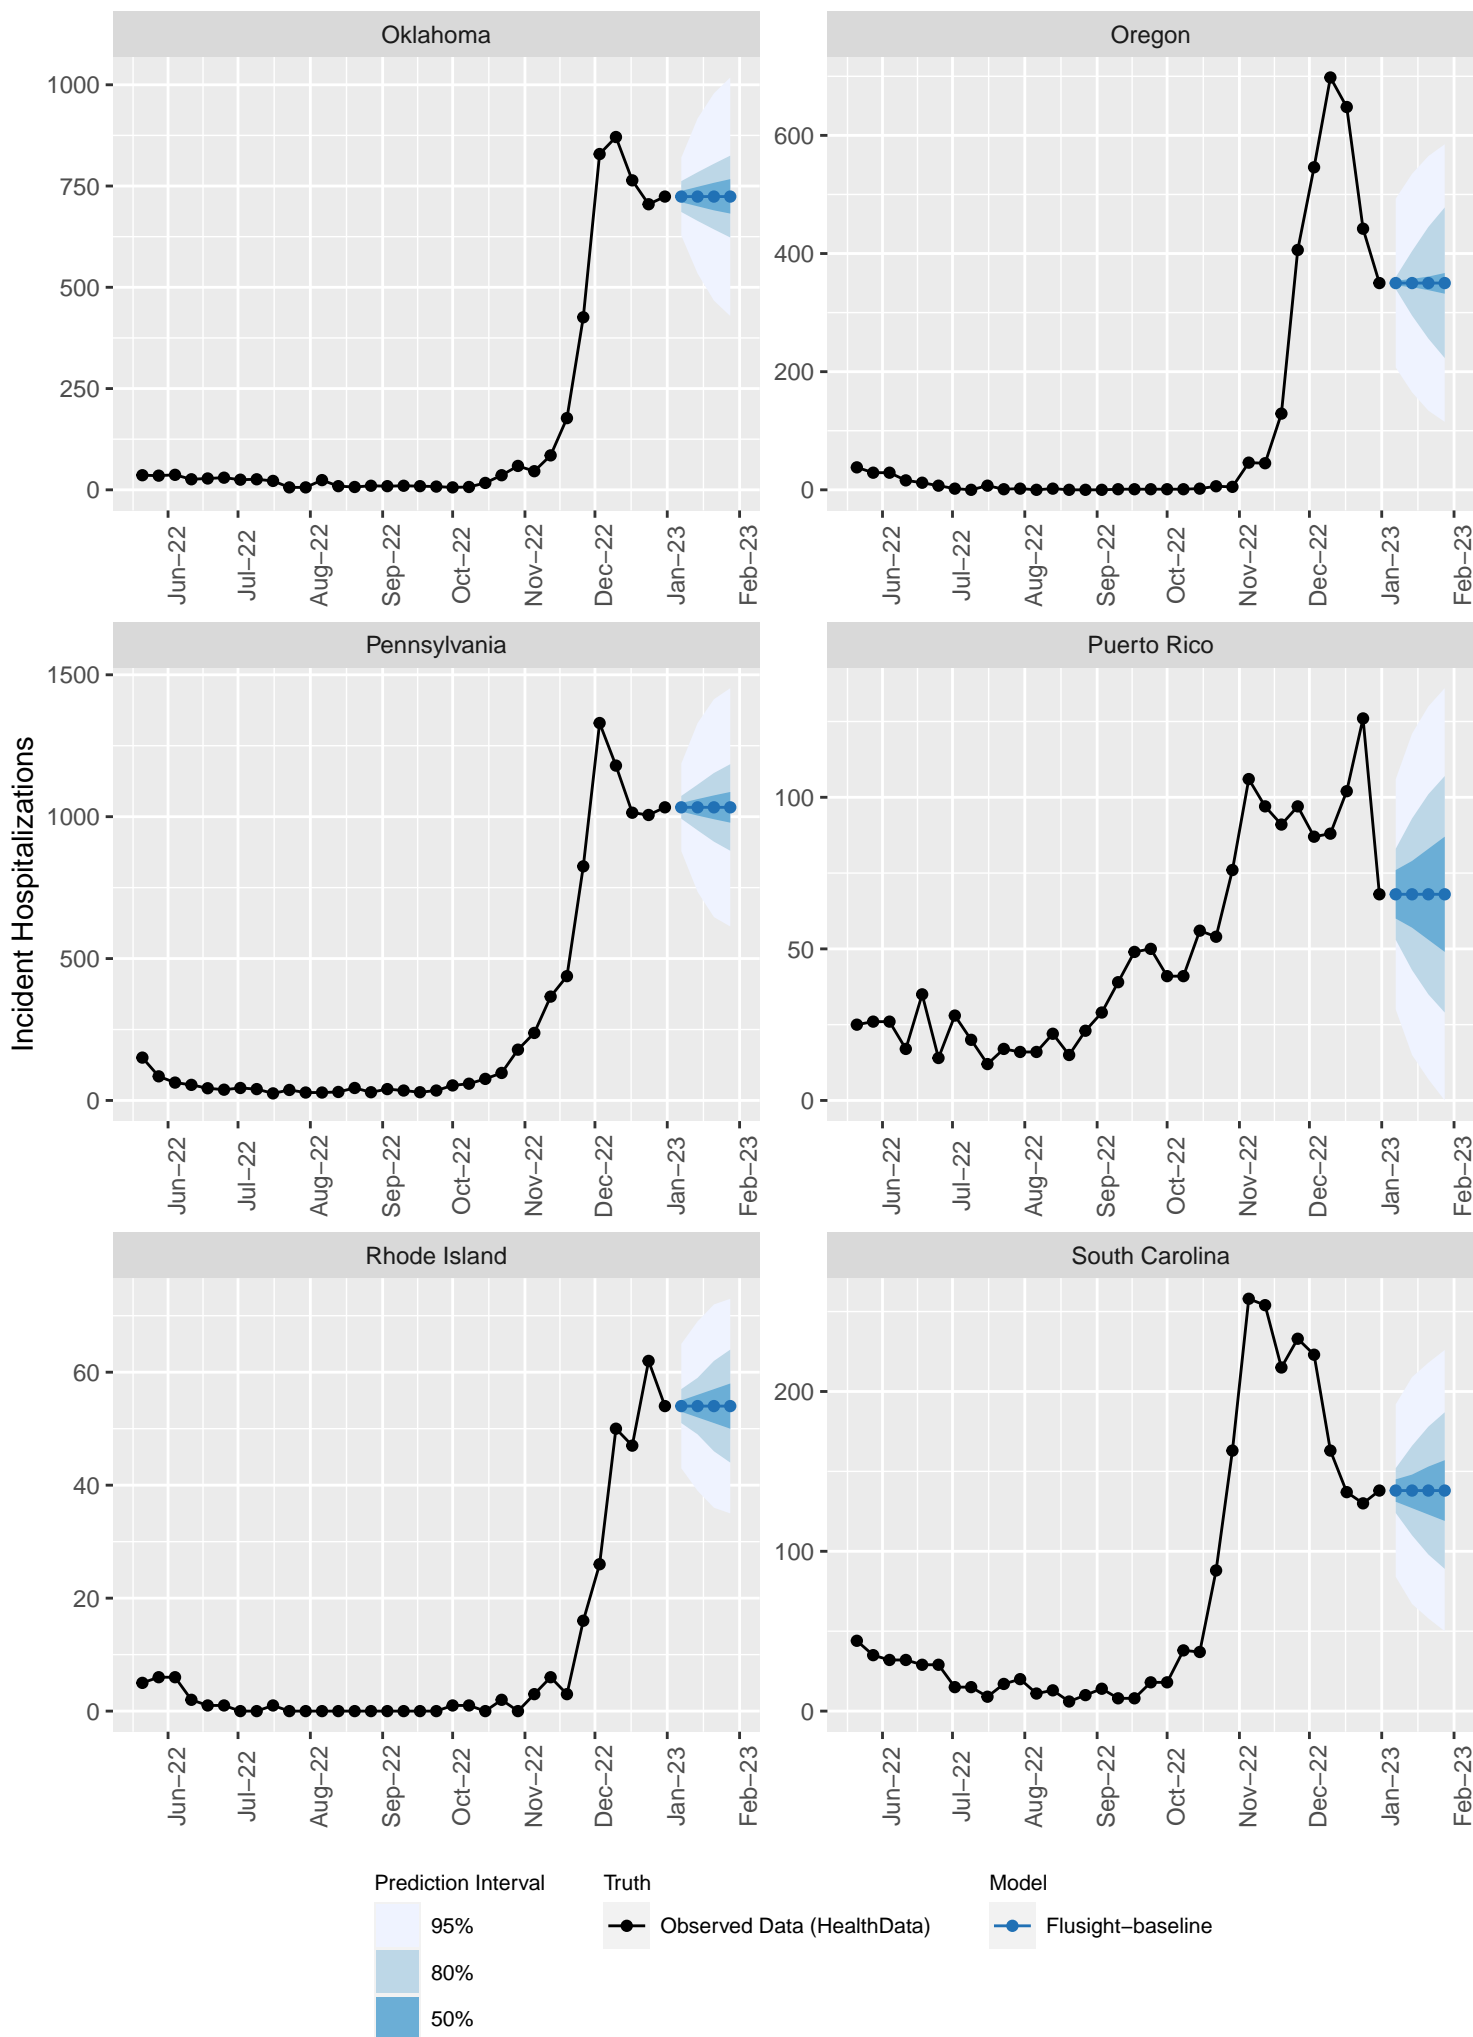 Oklahoma
Oregon
1000
750
500
250
0
600
400
200
0
Jun−22
Jul−22
Aug−22
Sep−22
Oct−22
Nov−22
Dec−22
Jan−23
Feb−23
Jun−22
Jul−22
Aug−22
Sep−22
Oct−22
Nov−22
Dec−22
Jan−23
Feb−23
Incident Hospitalizations
Pennsylvania
Puerto Rico
1500
1000
500
0
100
50
0
Jun−22
Jul−22
Aug−22
Sep−22
Oct−22
Nov−22
Dec−22
Jan−23
Feb−23
Jun−22
Jul−22
Aug−22
Sep−22
Oct−22
Nov−22
Dec−22
Jan−23
Feb−23
Rhode Island
South Carolina
60
40
20
0
200
100
0
Jun−22
Jul−22
Aug−22
Sep−22
Oct−22
Nov−22
Dec−22
Jan−23
Feb−23
Jun−22
Jul−22
Aug−22
Sep−22
Oct−22
Nov−22
Dec−22
Jan−23
Feb−23
Prediction Interval
95%
80%
50%
Truth
Observed Data (HealthData)
Model
Flusight−baseline